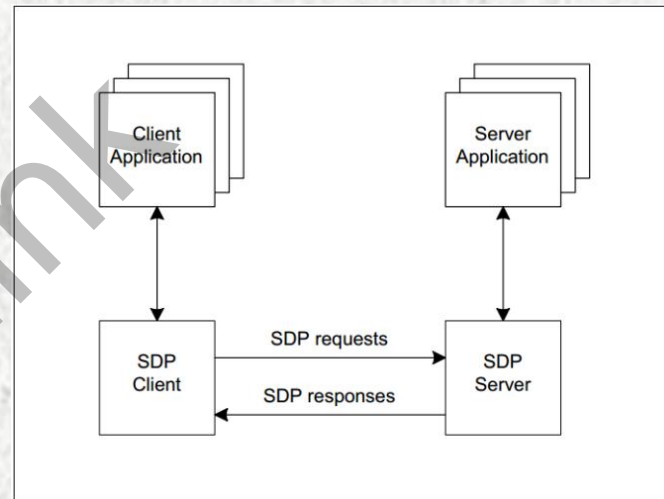 Client
Application
Server
Application
SDP requests
SDP
Client
SDP
Server
SDP responses